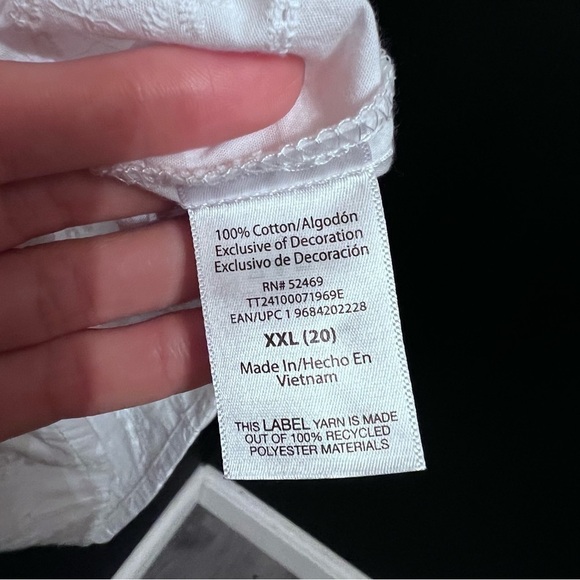 100% Cotton/Algodón
Exclusive of Decoration
Exclusivo de Decoración
RN# 52469
TT24100071969E
EAN/UPC 1 9684202228
XXL (20)
Made In/Hecho En
Vietnam
THIS LABEL YARN IS MADE
OUT OF 100% RECYCLED
POLYESTER MATERIALS